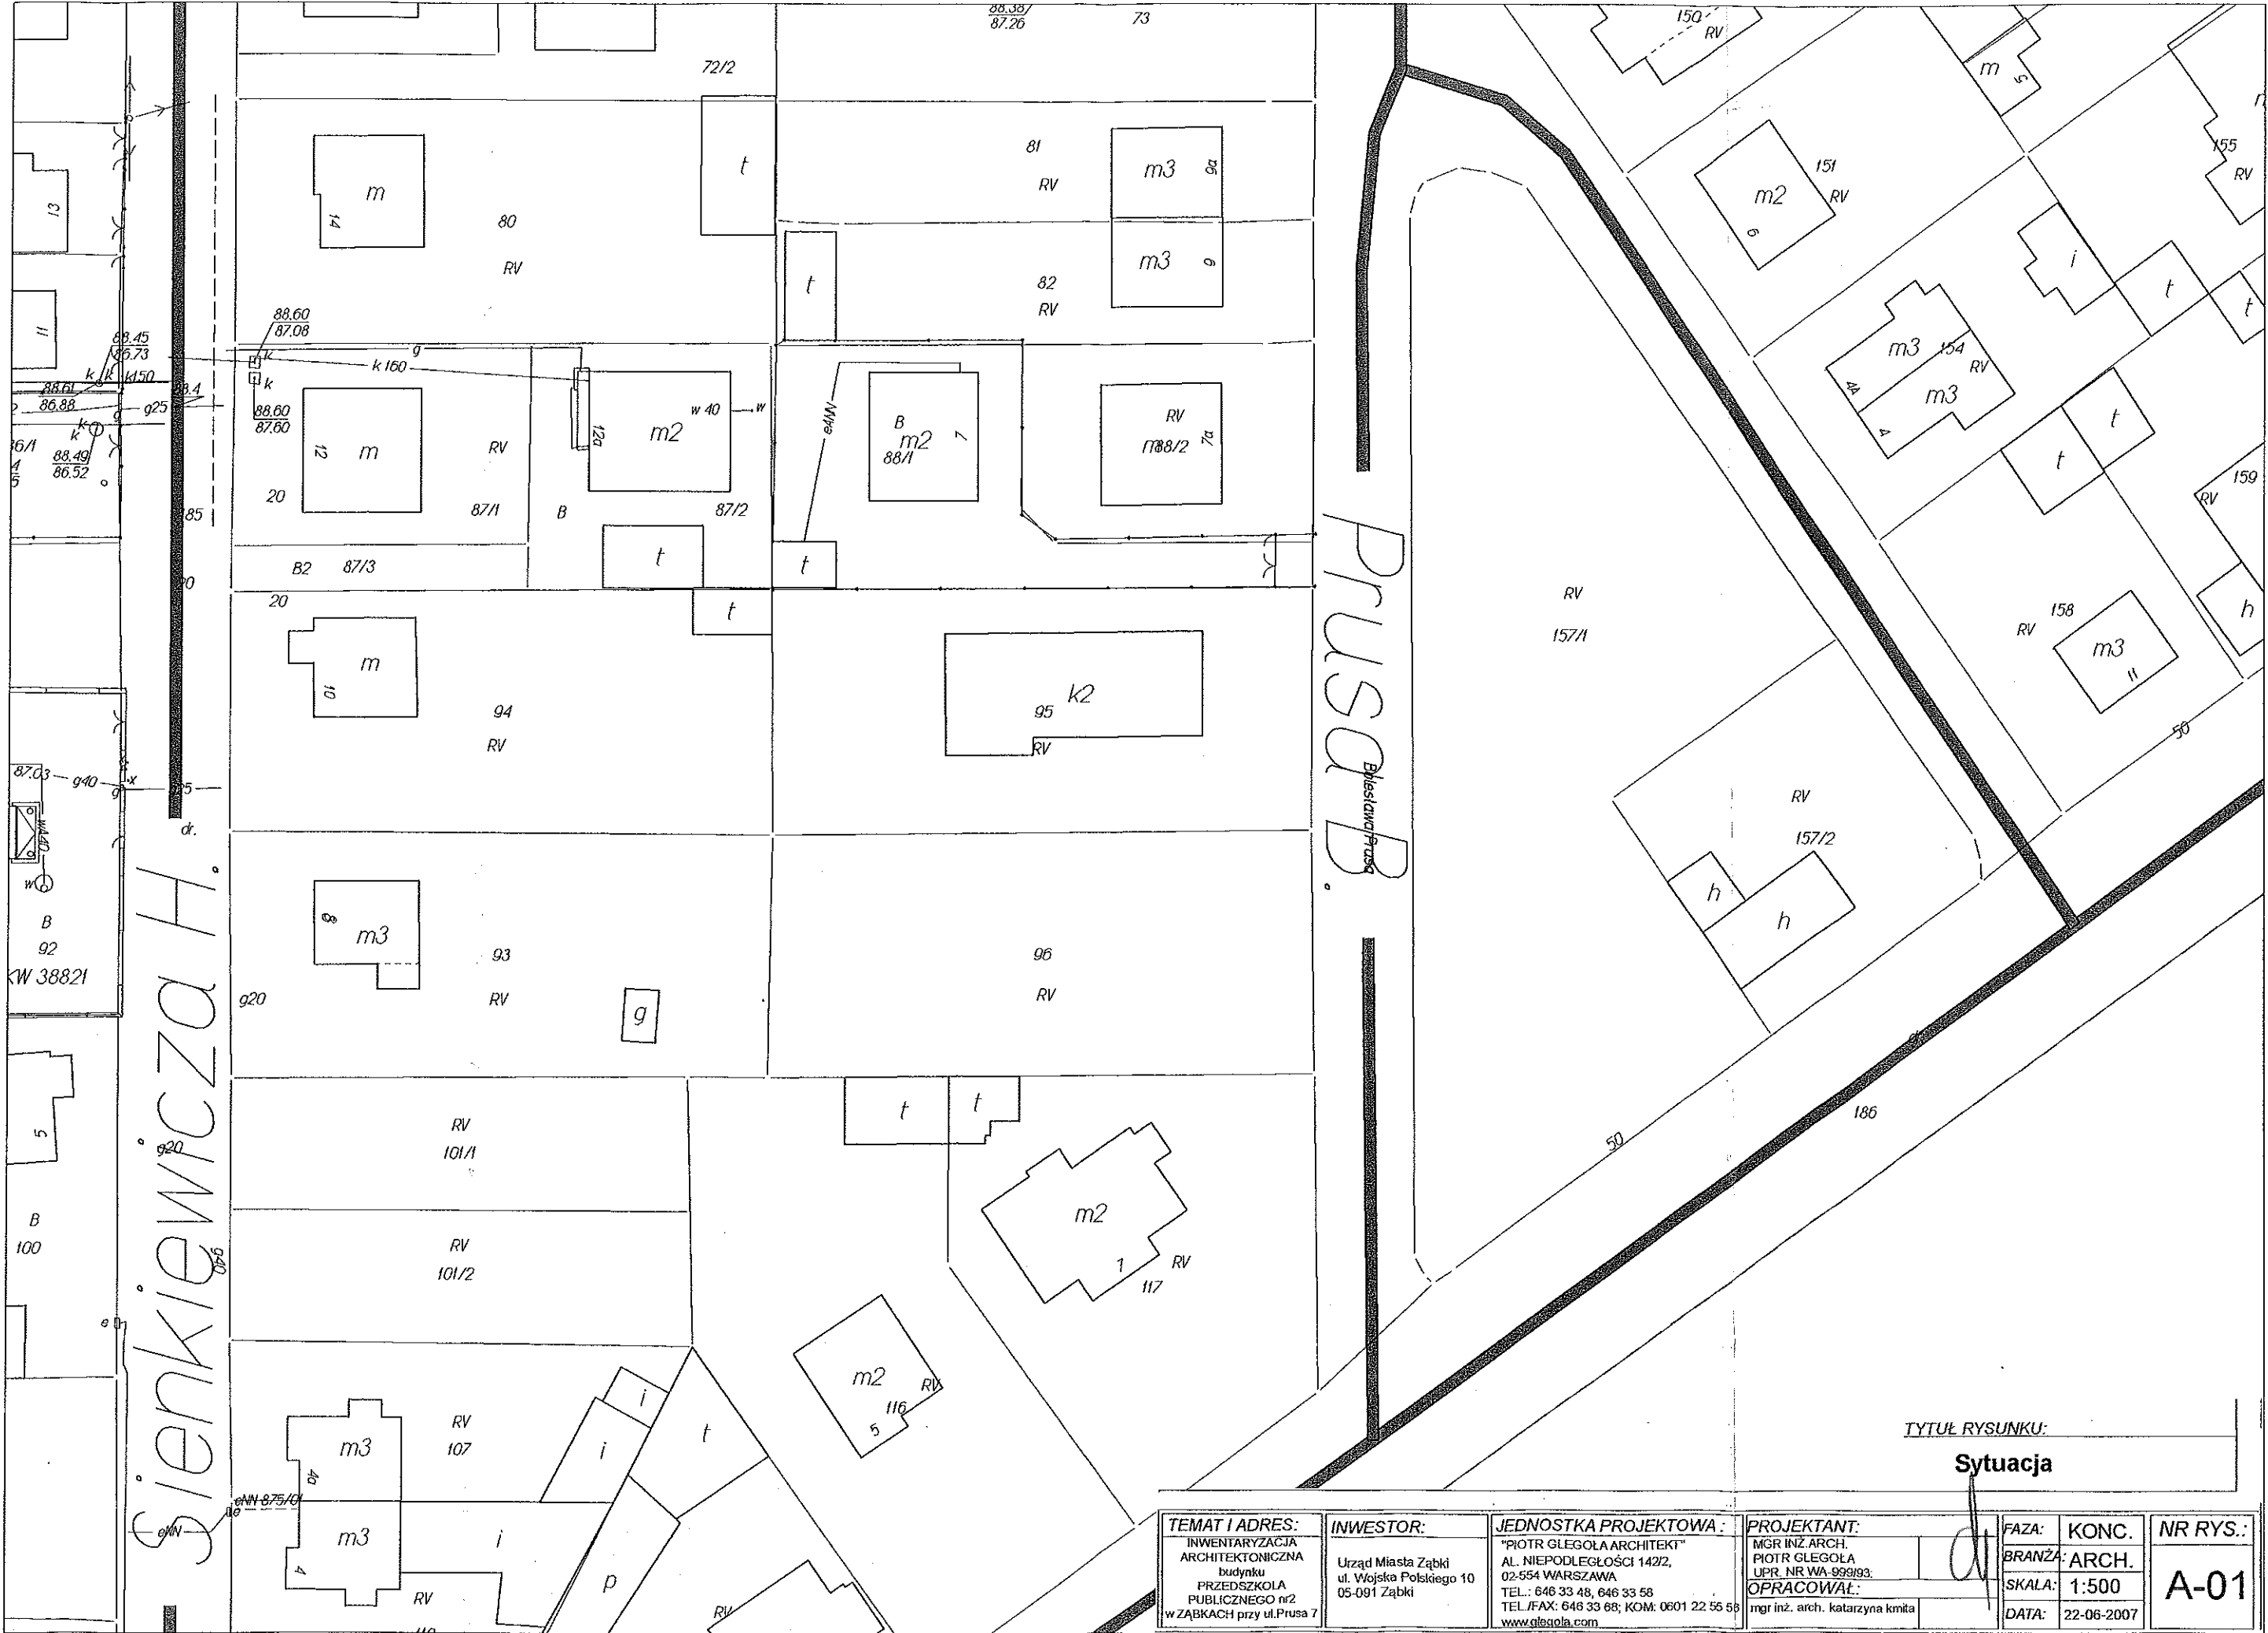 88.38/
87.26
73
72/2
150
RV
m
5
155
RV
13
m
14
80
RV
t
81
RV
m3
9a
t
82
RV
m3
9
151
RV
m2
6
i
t
t
11
88.45
86.73
88.60
87.08
k
k
k
k
k150
88.61
86.88
g25
88.4
88.60
87.60
k
k
88.49
86.52
k 160
g
g
12
m
20
RV
87/1
12a
m2
w 40
w
87/2
B
t
eNN
B
m2
88/1
7
RV
88/2
7a
t
m3
154
4A
RV
m3
4
t
t
159
RV
36/1
85
B2
87/3
20
t
m
10
94
RV
k2
95
RV
Prusa B.
Bolesława Prusa
RV
157/1
158
RV
m3
11
h
50
87.03
g40
g
x
g25
dr.
w
B
92
KW 38821
8
m3
93
RV
g
g20
96
RV
RV
157/2
h
h
Sienkiewicza H.
5
g20
B
100
g40
RV
101/1
RV
101/2
t
t
m2
1
RV
117
186
50
e
m2
RV
116
5
m3
4a
RV
107
i
i
t
eNN 875/01
e
eNN
m3
4
i
RV
p
RV
TYTUŁ RYSUNKU:
Sytuacja
TEMAT I ADRES:
INWENTARYZACJA
ARCHITEKTONICZNA
budynku
PRZEDSZKOLA
PUBLICZNEGO nr2
w ZĄBKACH przy ul.Prusa 7
INWESTOR:
Urząd Miasta Ząbki
ul. Wojska Polskiego 10
05-091 Ząbki
JEDNOSTKA PROJEKTOWA :
"PIOTR GLEGOŁA ARCHITEKT"
AL. NIEPODLEGŁOŚCI 142/2,
02-554 WARSZAWA
TEL.: 646 33 48, 646 33 58
TEL./FAX: 646 33 68; KOM: 0601 22 55 56
www.glegola.com
PROJEKTANT:
MGR INŻ.ARCH.
PIOTR GLEGOŁA
UPR. NR WA-999/93;
OPRACOWAŁ:
mgr inż. arch. katarzyna kmita
FAZA: KONC.
BRANŻA: ARCH.
SKALA: 1:500
DATA: 22-06-2007
NR RYS.:
A-01